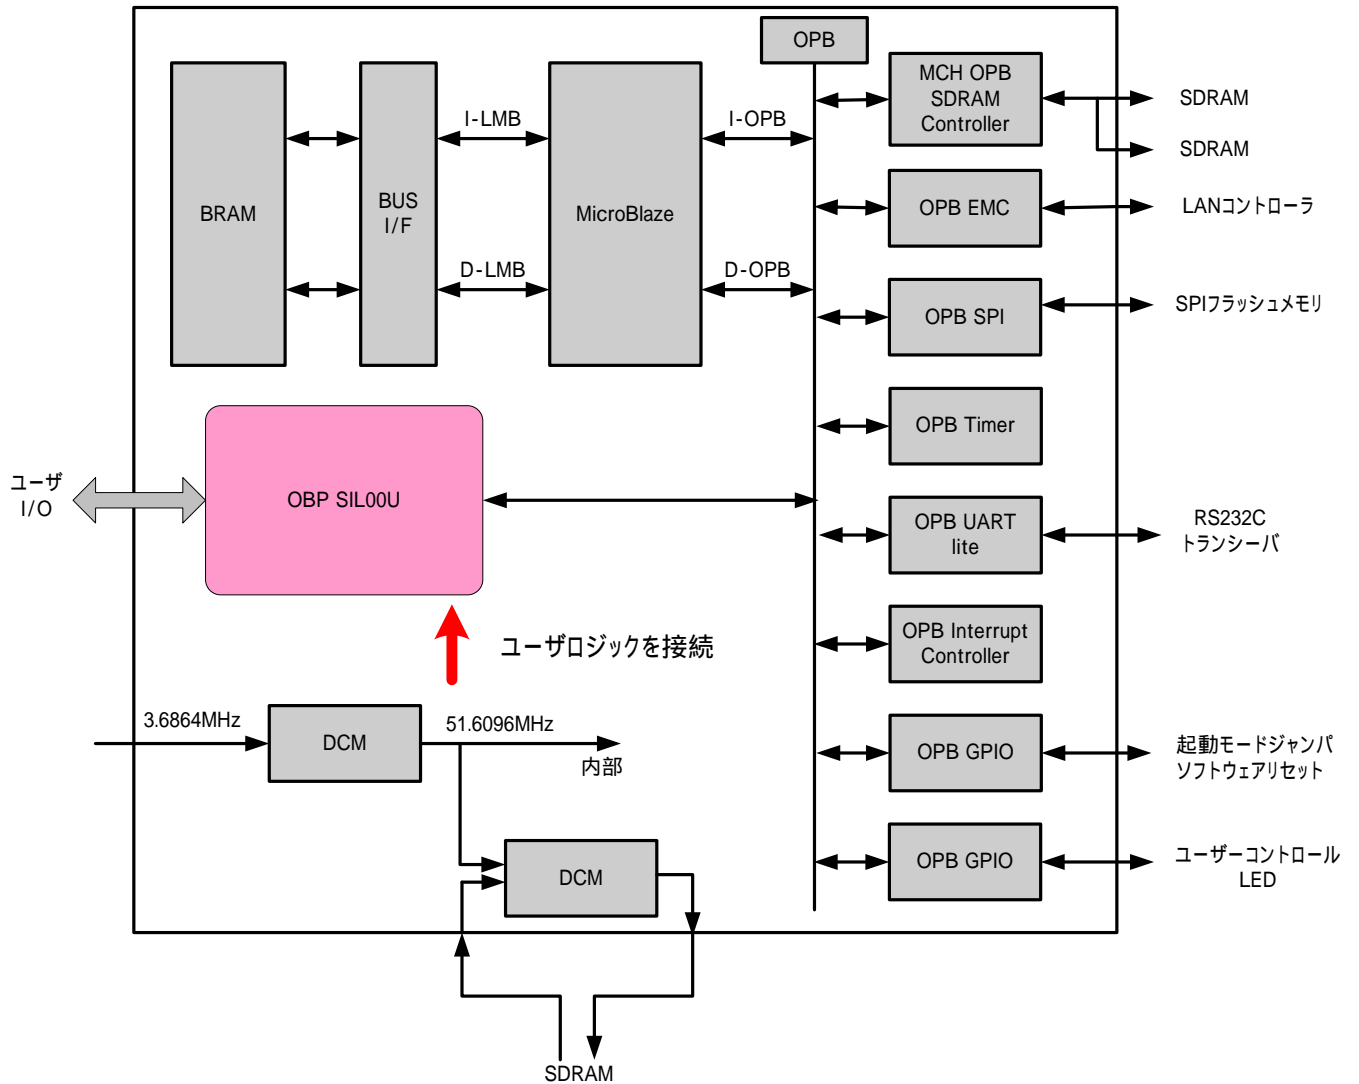 OPB
MCH OPB
SDRAM
Controller
SDRAM
SDRAM
I-LMB
I-OPB
BRAM
BUS
I/F
MicroBlaze
OPB EMC
LANコントローラ
D-LMB
D-OPB
OPB SPI
SPIフラッシュメモリ
OPB Timer
ユーザ
I/O
OBP SIL00U
OPB UART
lite
RS232C
トランシーバ
ユーザロジックを接続
OPB Interrupt
Controller
3.6864MHz
DCM
51.6096MHz
内部
OPB GPIO
起動モードジャンパ
ソフトウェアリセット
DCM
OPB GPIO
ユーザーコントロール
LED
SDRAM